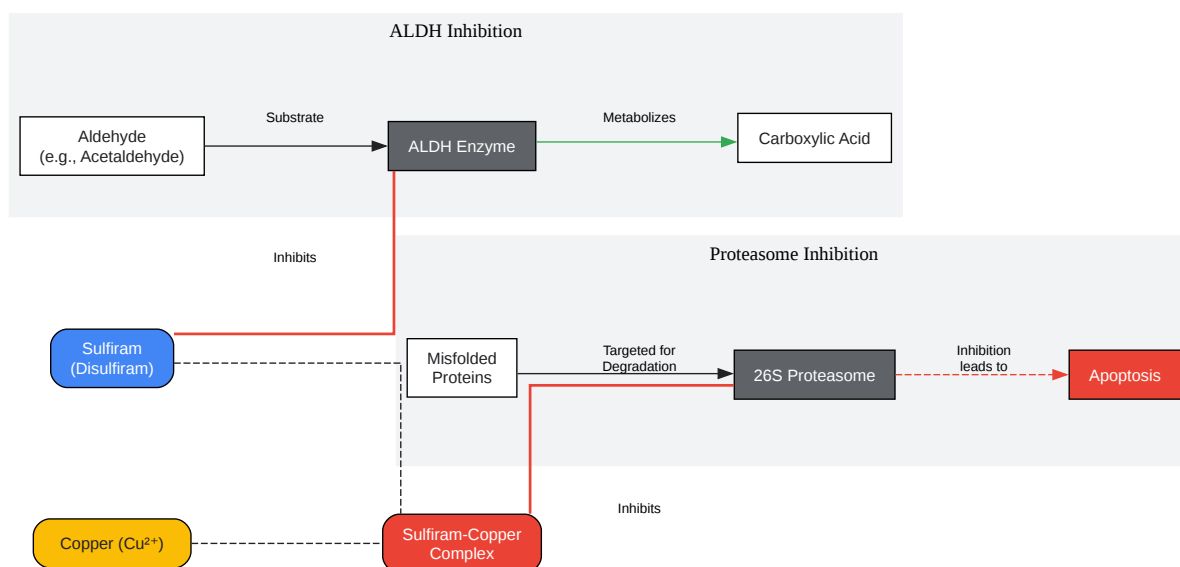 ALDH Inhibition
Substrate
Metabolizes
Aldehyde
(e.g., Acetaldehyde)
ALDH Enzyme
Carboxylic Acid
Inhibits
Proteasome Inhibition
Sulfiram
(Disulfiram)
Misfolded
Proteins
Targeted for
Degradation
26S Proteasome
Inhibition
leads to
Apoptosis
Inhibits
Copper (Cu²⁺)
Sulfiram-Copper
Complex